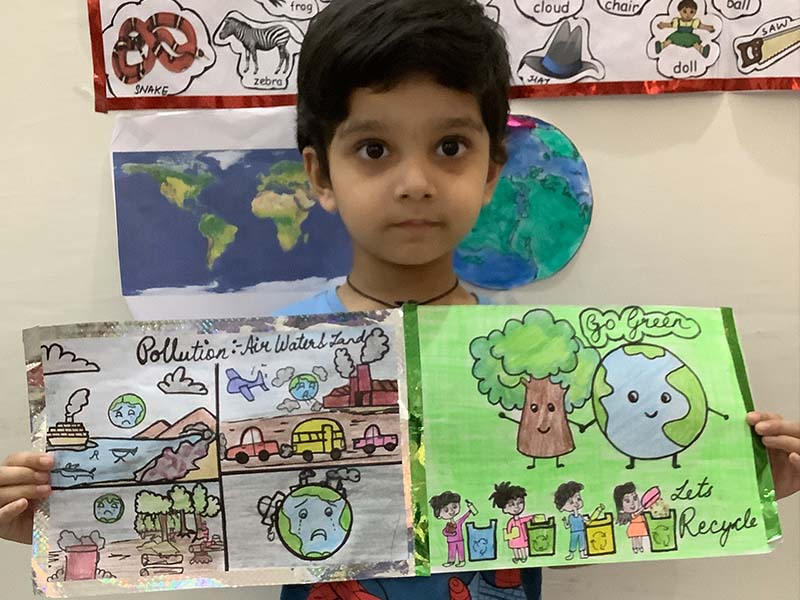 frog
cloud
chair
ball
SNAKE
zebra
HAT
doll
SAW
Pollution:- Air Water & Land
Go Green
Lets
Recycle